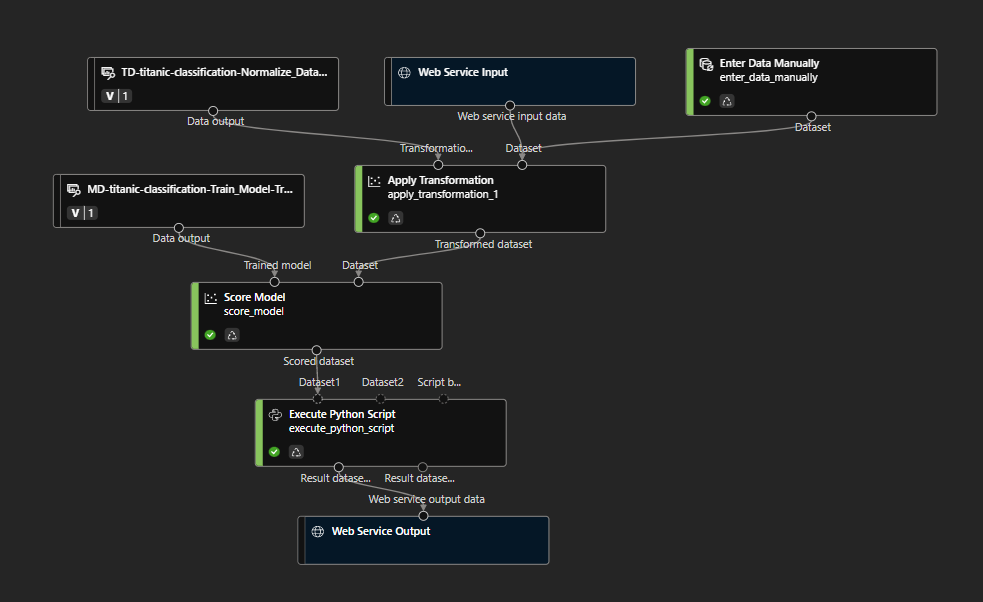 TD-titanic-classification-Normalize_Data...
V | 1
Data output
Web Service Input
Web service input data
Enter Data Manually
enter_data_manually
Dataset
Transformatio...
Dataset
Apply Transformation
apply_transformation_1
Transformed dataset
MD-titanic-classification-Train_Model-Tr...
V | 1
Data output
Trained model
Dataset
Score Model
score_model
Scored dataset
Dataset1
Dataset2
Script b...
Execute Python Script
execute_python_script
Result datase...
Result datase...
Web service output data
Web Service Output